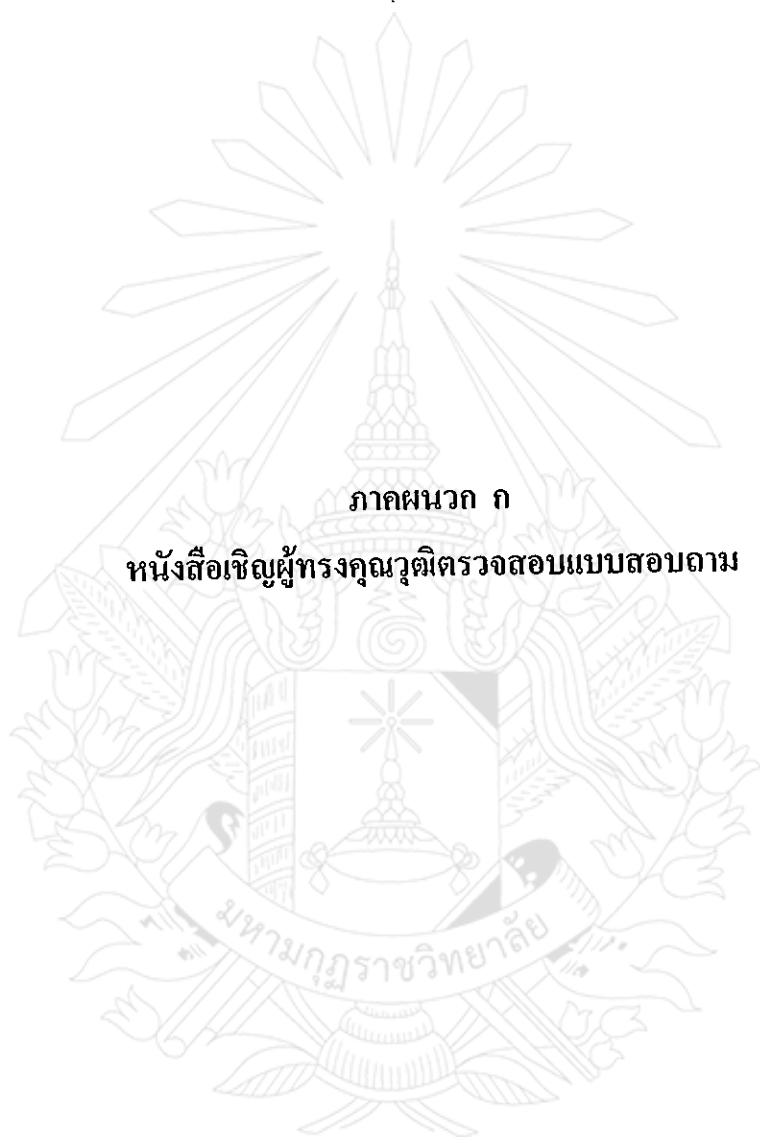 ภาคผนวก ก
หนังสือเชิญผู้ทรงคุณวุฒิตรวจสอบแบบสอบถาม
มหามกุฏราชวิทยาลัย